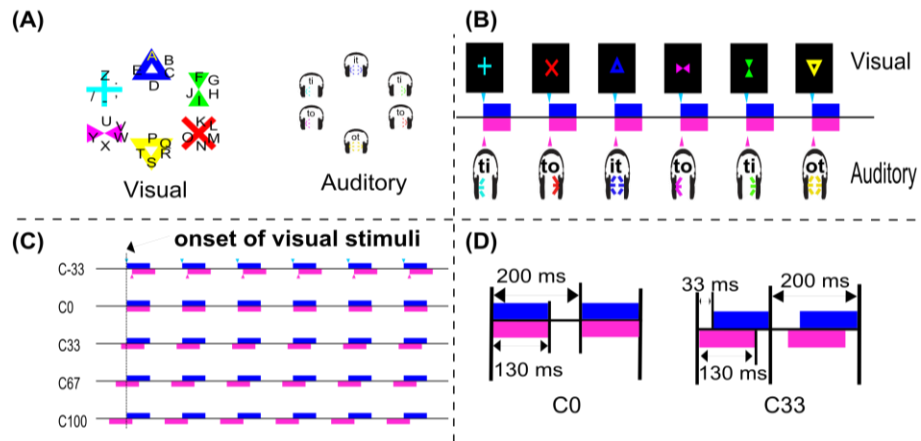 (A)
A
B
E
C
D
Z
/
-
.
,
F
G
J
H
I
U
V
Y
W
X
P
Q
T
R
S
K
L
O
M
N
Visual
it
ti
ti
to
to
ot
Auditory
(B)
Visual
ti
to
it
to
ti
ot
Auditory
(C)
onset of visual stimuli
C-33
C0
C33
C67
C100
(D)
200 ms
130 ms
C0
33 ms
200 ms
130 ms
C33